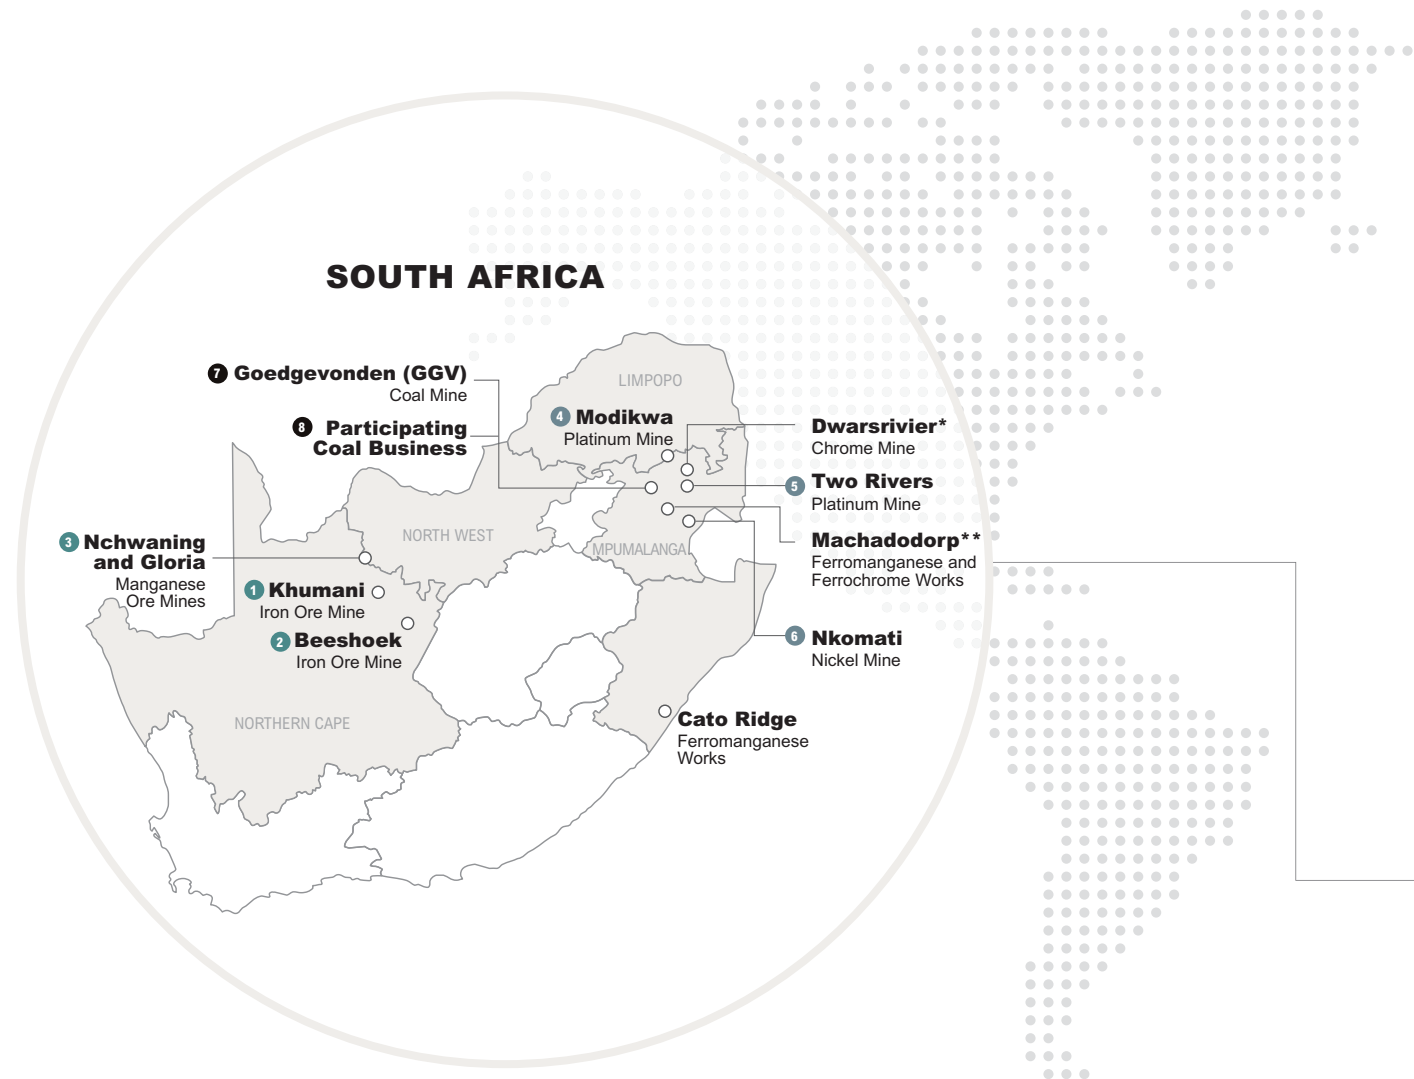 SOUTH AFRICA
7 Goedgevonden (GGV)
Coal Mine
8 Participating
Coal Business
LIMPOPO
4 Modikwa
Platinum Mine
Dwarsrivier*
Chrome Mine
5 Two Rivers
Platinum Mine
Machadodorp**
Ferromanganese and
Ferrochrome Works
NORTH WEST
MPUMALANGA
3 Nchwaning
and Gloria
Manganese
Ore Mines
1 Khumani
Iron Ore Mine
2 Beeshoek
Iron Ore Mine
6 Nkomati
Nickel Mine
NORTHERN CAPE
Cato Ridge
Ferromanganese
Works